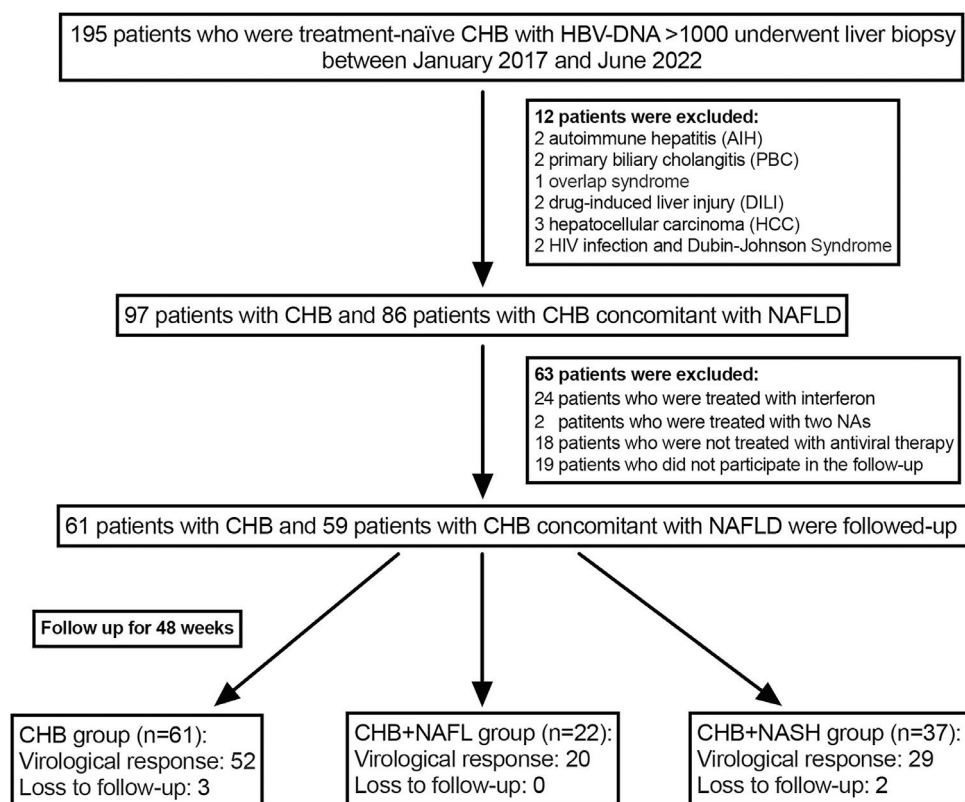 195 patients who were treatment-naïve CHB with HBV-DNA >1000 underwent liver biopsy
between January 2017 and June 2022
12 patients were excluded:
2 autoimmune hepatitis (AIH)
2 primary biliary cholangitis (PBC)
1 overlap syndrome
2 drug-induced liver injury (DILI)
3 hepatocellular carcinoma (HCC)
2 HIV infection and Dubin-Johnson Syndrome
97 patients with CHB and 86 patients with CHB concomitant with NAFLD
63 patients were excluded:
24 patients who were treated with interferon
2 patitents who were treated with two NAs
18 patients who were not treated with antiviral therapy
19 patients who did not participate in the follow-up
61 patients with CHB and 59 patients with CHB concomitant with NAFLD were followed-up
Follow up for 48 weeks
CHB group (n=61):
Virological response: 52
Loss to follow-up: 3
CHB+NAFL group (n=22):
Virological response: 20
Loss to follow-up: 0
CHB+NASH group (n=37):
Virological response: 29
Loss to follow-up: 2